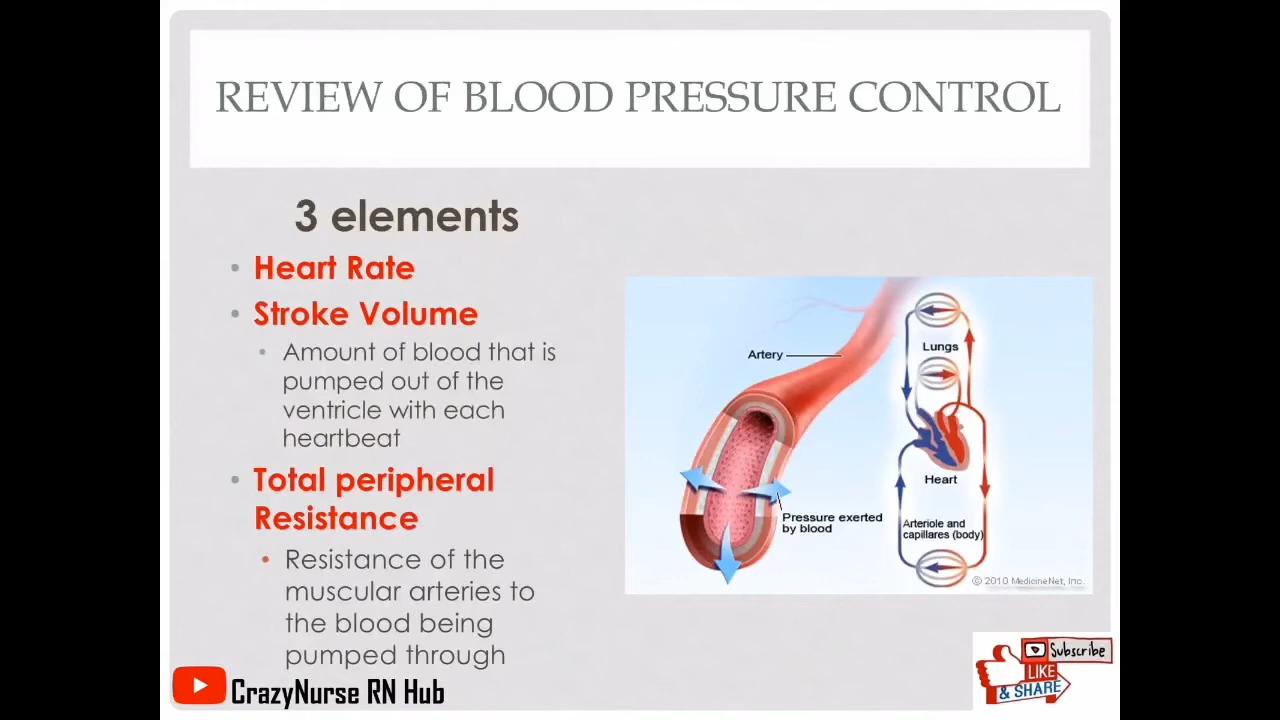 REVIEW OF BLOOD PRESSURE CONTROL
3 elements
• Heart Rate
• Stroke Volume
• Amount of blood that is
pumped out of the
ventricle with each
heartbeat
• Total peripheral
Resistance
• Resistance of the
muscular arteries to
the blood being
pumped through
Artery
Lungs
Heart
Pressure exerted
by blood
Arteriole and
capillares (body)
© 2010 MedicineNet, Inc.
CrazyNurse RN Hub
Subscribe
LIKE
& SHARE